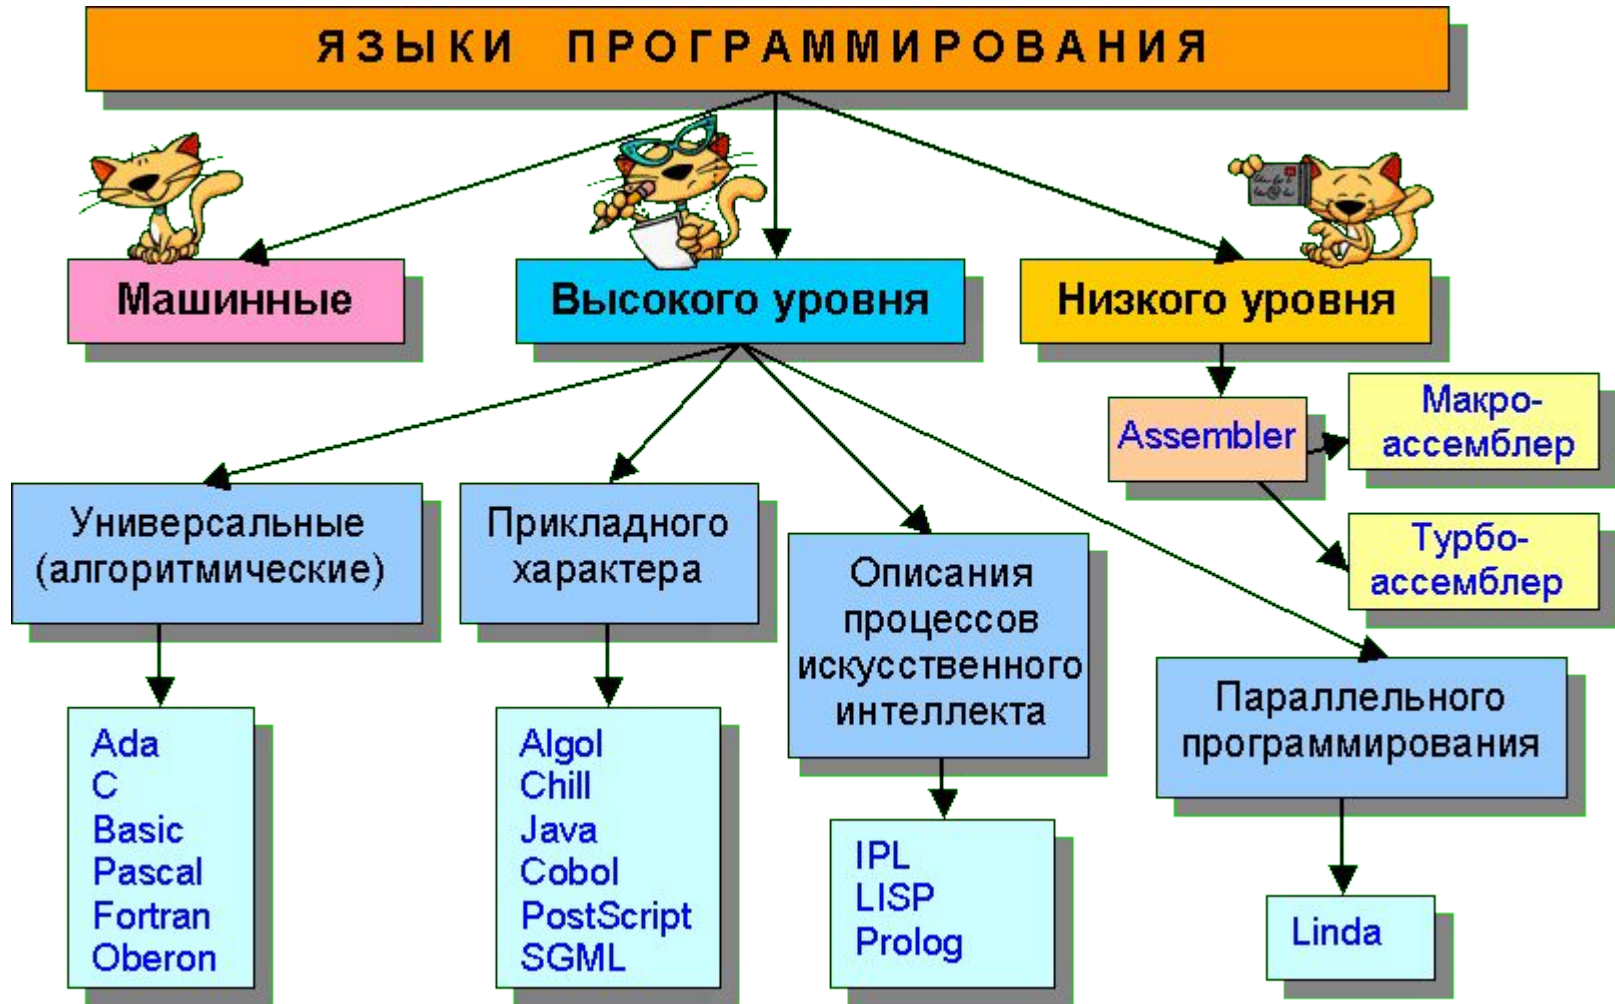 ЯЗЫКИ ПРОГРАММИРОВАНИЯ
Машинные
Высокого уровня
Низкого уровня
Assembler
Макро-
ассемблер
Турбо-
ассемблер
Универсальные
(алгоритмические)
Прикладного
характера
Описания
процессов
искусственного
интеллекта
Параллельного
программирования
Ada
C
Basic
Pascal
Fortran
Oberon
Algol
Chill
Java
Cobol
PostScript
SGML
IPL
LISP
Prolog
Linda